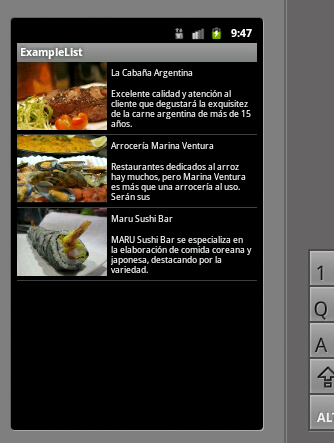 9:47
ExampleList
La Cabaña Argentina
Excelente calidad y atención al
cliente que degustará la exquisitez
de la carne argentina de más de 15
años.
Arrocería Marina Ventura
Restaurantes dedicados al arroz
hay muchos, pero Marina Ventura
es más que una arrocería al uso.
Serán sus
Maru Sushi Bar
MARU Sushi Bar se especializa en
la elaboración de comida coreana y
japonesa, destacando por la
variedad.
1
Q
A
ALT